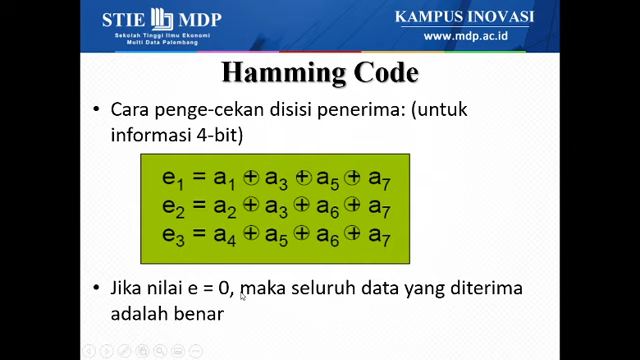 STIE MDP
Sekolah Tinggi Ilmu Ekonomi
Multi Data Palembang
KAMPUS INOVASI
www.mdp.ac.id
Hamming Code
• Cara penge-cekan disisi penerima: (untuk
informasi 4-bit)
e₁ = a₁ ⊕ a₃ ⊕ a₅ ⊕ a₇
e₂ = a₂ ⊕ a₃ ⊕ a₆ ⊕ a₇
e₃ = a₄ ⊕ a₅ ⊕ a₆ ⊕ a₇
• Jika nilai e = 0, maka seluruh data yang diterima
adalah benar